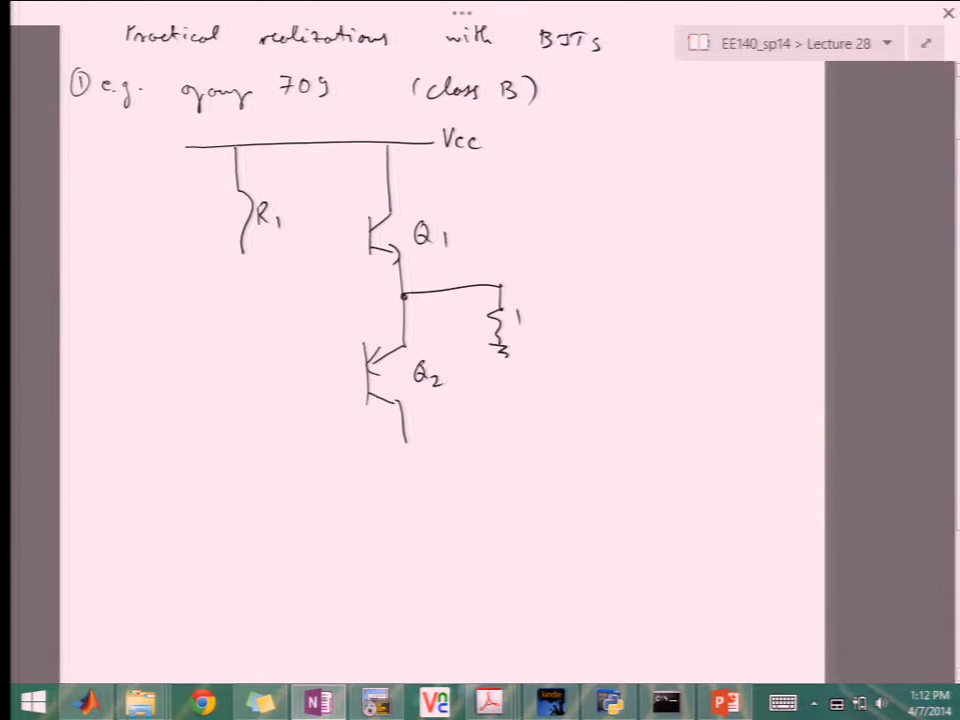 Practical realizations with BJTs
EE140_sp14 > Lecture 28
① e.g. opamp 709 (class B)
Vcc
R1
Q1
Q2
1:12 PM
4/7/2014